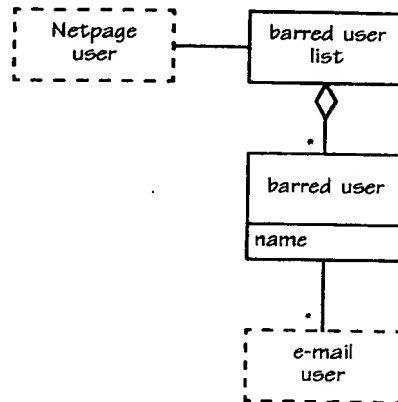 Netpage
user
barred user
list
*
barred user
name
*
e-mail
user